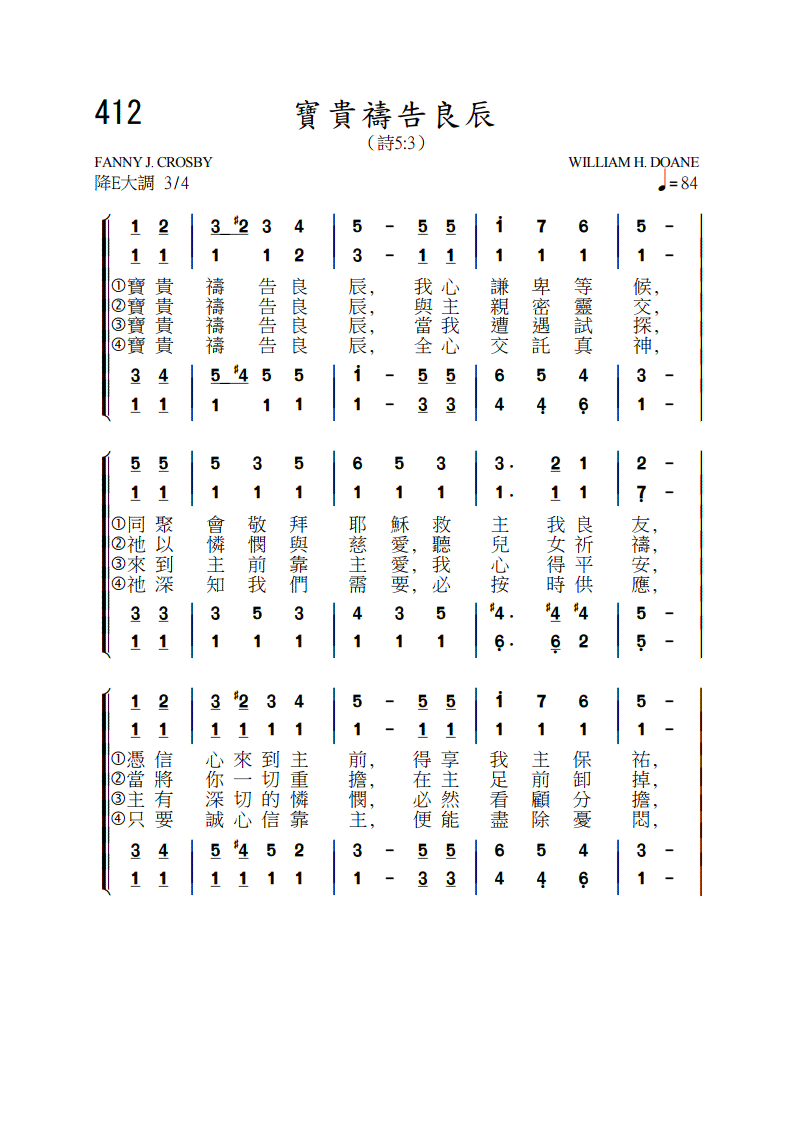 412
寶貴禱告良辰
（詩5:3）
FANNY J. CROSBY WILLIAM H. DOANE
降E大調 3/4 ♩=84
1 2 | 3 #2 3 4 | 5 - 5 5 | 1 7 6 | 5 -
1 1 | 1 1 2 | 3 - 1 1 | 1 1 1 | 1 -
①寶貴 禱 告良 辰， 我心 謙卑等 候，
②寶貴 禱 告良 辰， 與主 親密靈 交，
③寶貴 禱 告良 辰， 當我 遭遇試 探，
④寶貴 禱 告良 辰， 全心 交託真 神，
3 4 | 5 #4 5 5 | 1 - 5 5 | 6 5 4 | 3 -
1 1 | 1 1 1 | 1 - 3 3 | 4 4 6 | 1 -
5 5 | 5 3 5 | 6 5 3 | 3 . 2 1 | 2 -
1 1 | 1 1 1 | 1 1 1 | 1 . 1 1 | 7 -
①同聚 會敬拜 耶穌救 主 我良 友，
②祂以 憐憫與 慈愛，聽 兒 女祈 禱，
③來到 主前靠 主愛，我 心 得平 安，
④祂深 知我們 需要，必 按 時供 應，
3 3 | 3 5 3 | 4 3 5 | #4 . #4 #4 | 5 -
1 1 | 1 1 1 | 1 1 1 | 6 . 6 2 | 5 -
1 2 | 3 #2 3 4 | 5 - 5 5 | 1 7 6 | 5 -
1 1 | 1 1 1 1 | 1 - 1 1 | 1 1 1 | 1 -
①憑信 心來到主 前， 得享 我主保 祐，
②當將 你一切重 擔， 在主 足前卸 掉，
③主有 深切的憐 憫， 必然 看顧分 擔，
④只要 誠心信靠 主， 便能 盡除憂 悶，
3 4 | 5 #4 5 2 | 3 - 5 5 | 6 5 4 | 3 -
1 1 | 1 1 1 1 | 1 - 3 3 | 4 4 6 | 1 -